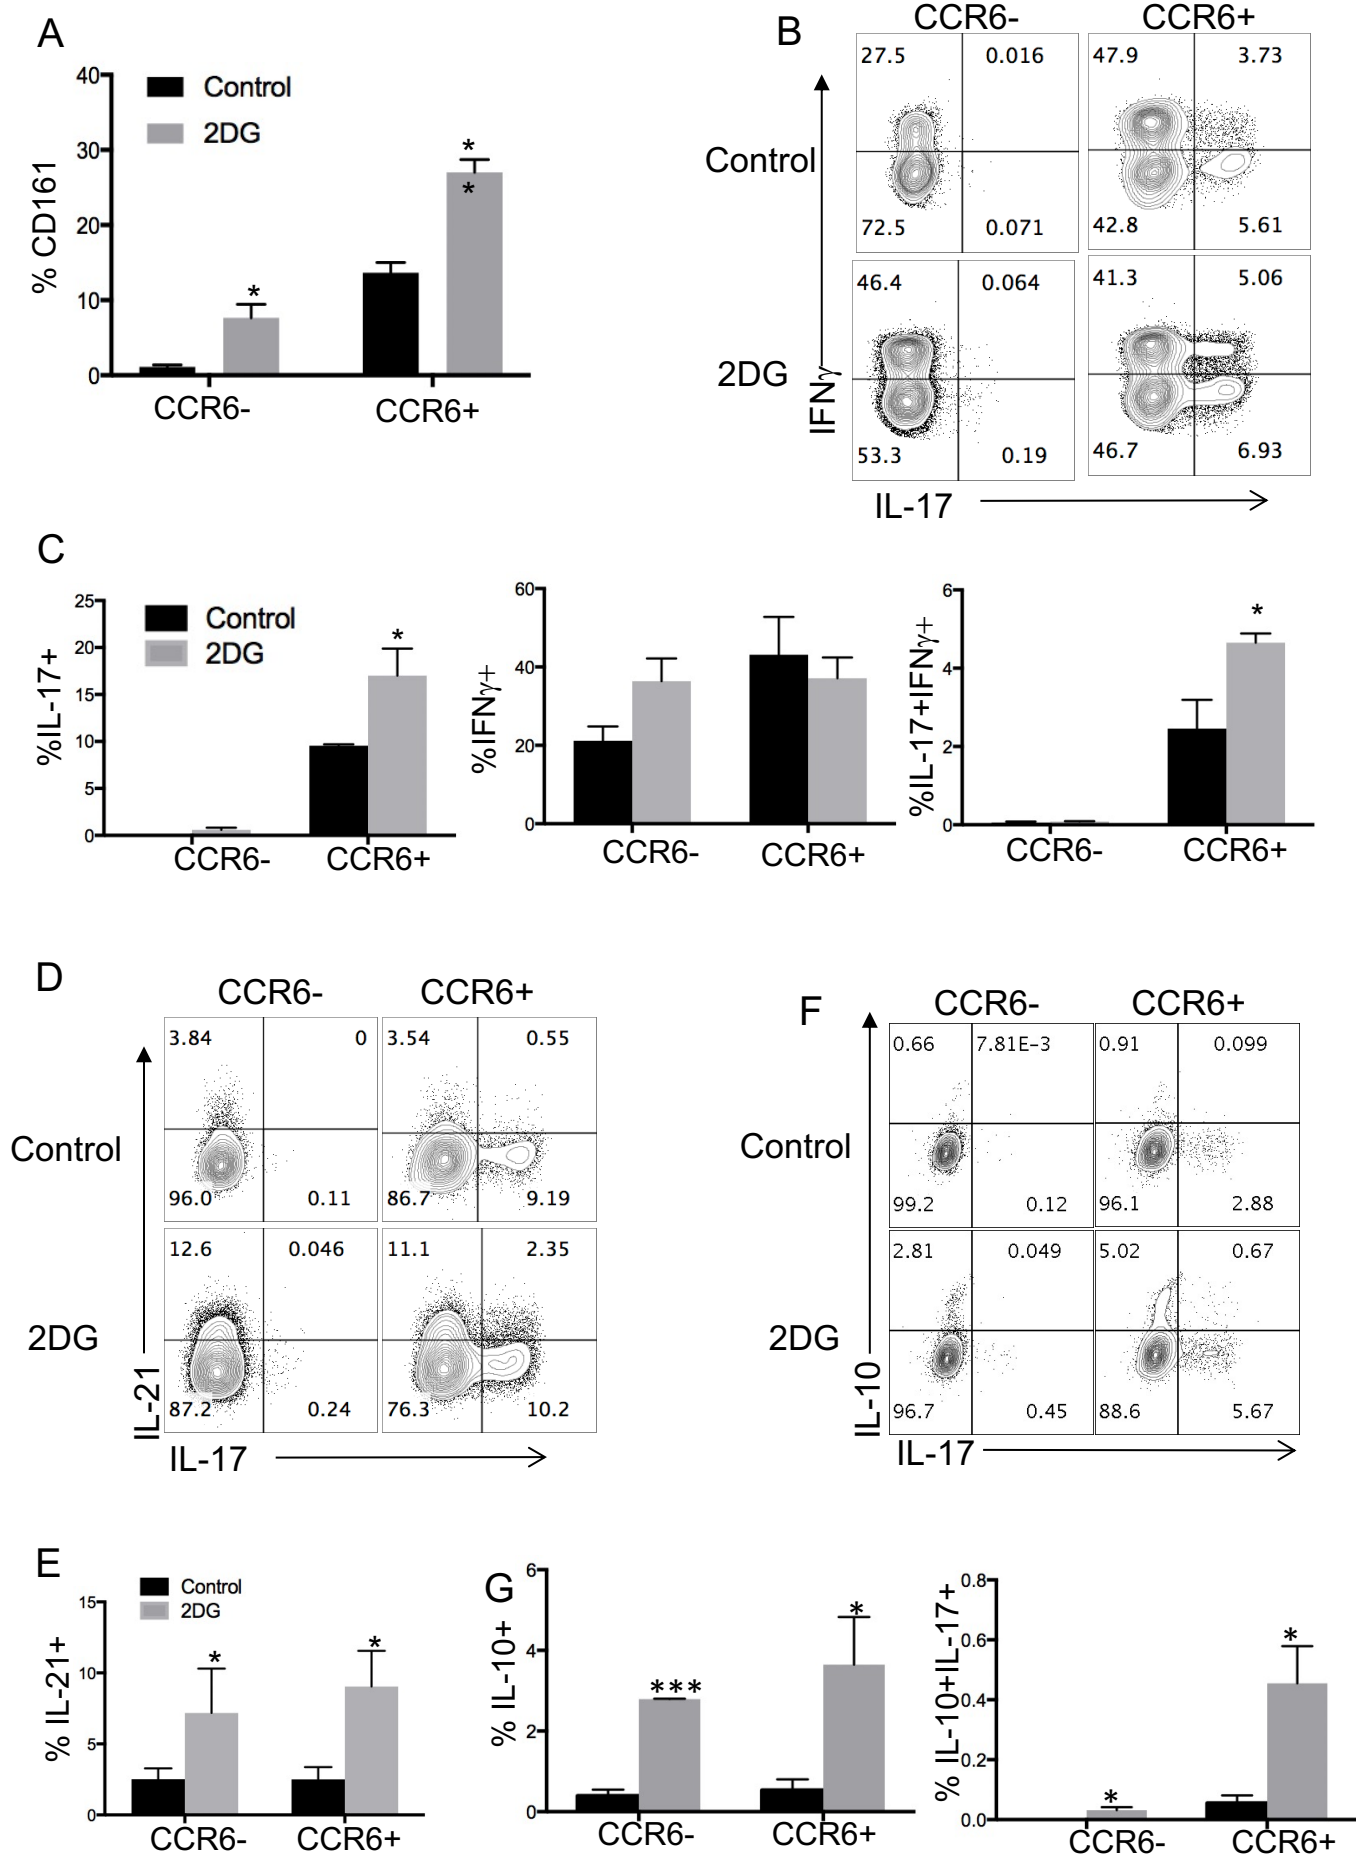 A
40
30
20
10
0
% CD161
Control
2DG
*
*
*
CCR6-
CCR6+
B
CCR6-
CCR6+
Control
2DG
27.5
0.016
72.5
0.071
47.9
3.73
42.8
5.61
46.4
0.064
53.3
0.19
41.3
5.06
46.7
6.93
IFNγ
IL-17
C
25
20
15
10
5
0
%IL-17+
Control
2DG
*
CCR6-
CCR6+
60
40
20
0
%IFNγ+
CCR6-
CCR6+
6
4
2
0
%IL-17+IFNγ+
*
CCR6-
CCR6+
D
CCR6-
CCR6+
Control
2DG
3.84
0
96.0
0.11
3.54
0.55
86.7
9.19
12.6
0.046
87.2
0.24
11.1
2.35
76.3
10.2
IL-21
IL-17
F
CCR6-
CCR6+
Control
2DG
0.66
7.81E-3
99.2
0.12
0.91
0.099
96.1
2.88
2.81
0.049
96.7
0.45
5.02
0.67
88.6
5.67
IL-10
IL-17
E
15
10
5
0
% IL-21+
Control
2DG
*
*
CCR6-
CCR6+
G
6
4
2
0
% IL-10+
***
*
CCR6-
CCR6+
0.8
0.6
0.4
0.2
0.0
% IL-10+IL-17+
*
*
CCR6-
CCR6+